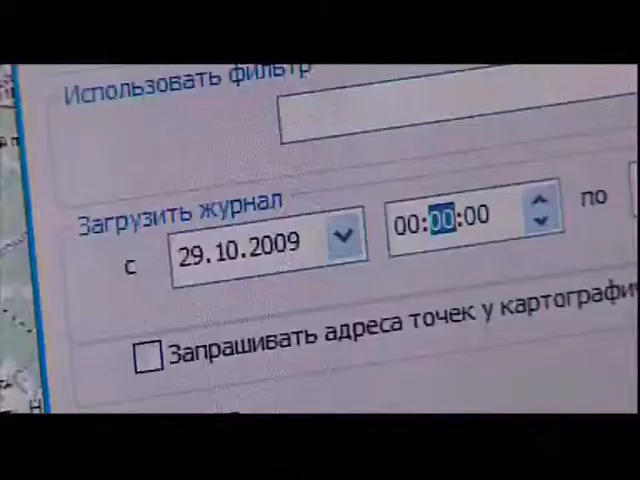 Использовать фильтр
Загрузить журнал
с 29.10.2009 00:00:00 по
Запрашивать адреса точек у картографи